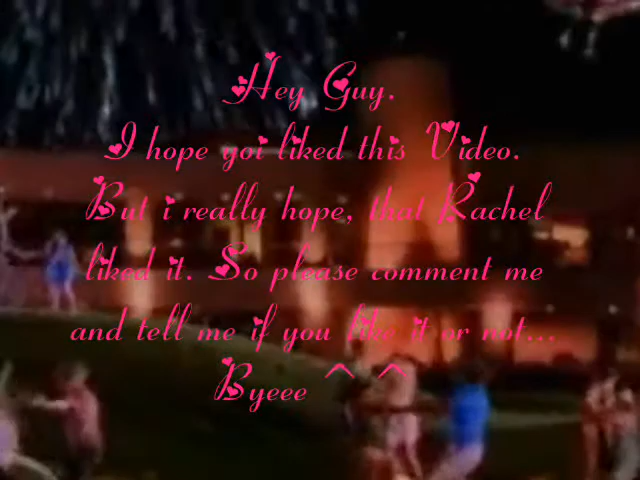 Hey Guy.
I hope yoi liked this Video.
But i really hope, that Rachel
liked it. So please comment me
and tell me if you like it or not...
Byeee ^ ^